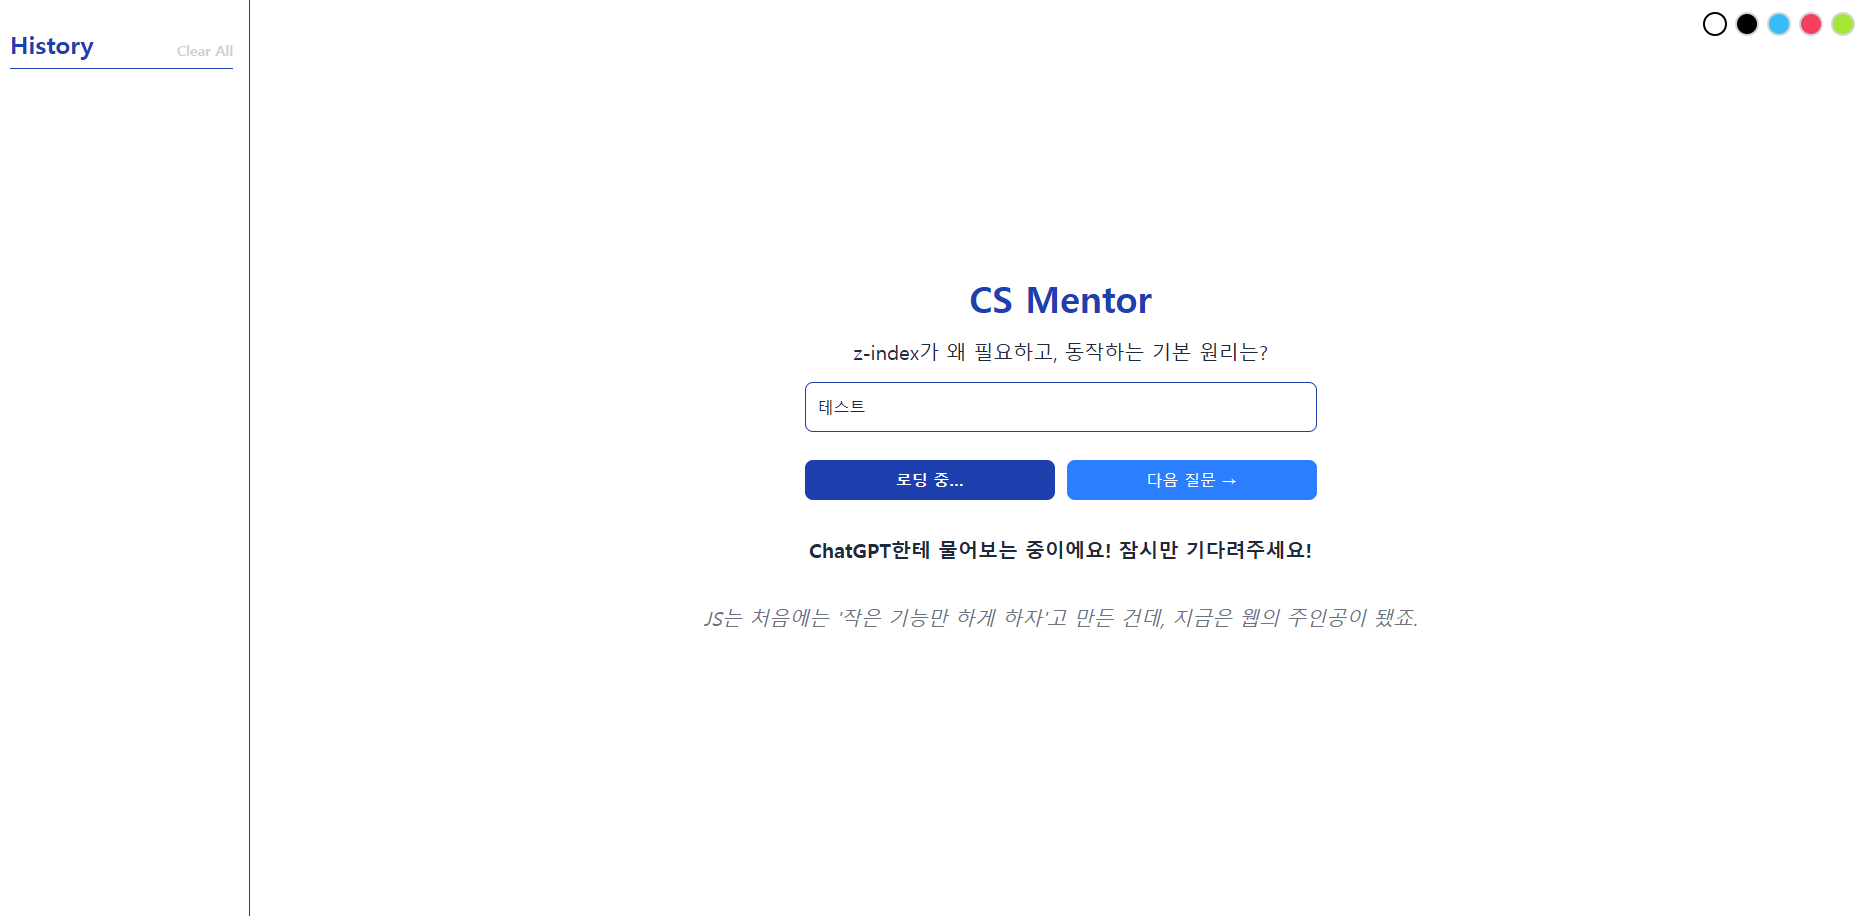 History
Clear All
CS Mentor
z-index가 왜 필요하고, 동작하는 기본 원리는?
테스트
로딩 중...
다음 질문 →
ChatGPT한테 물어보는 중이에요! 잠시만 기다려주세요!
JS는 처음에는 '작은 기능만 하게 하자'고 만든 건데, 지금은 웹의 주인공이 됐죠.